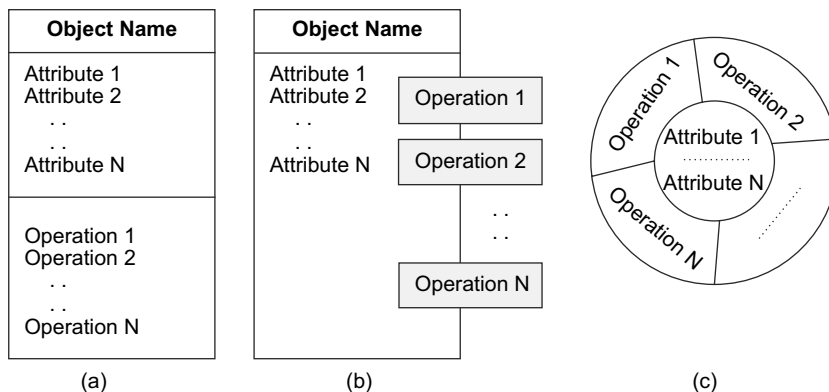 Object Name
Attribute 1
Attribute 2
. .
. .
Attribute N
Operation 1
Operation 2
. .
. .
Operation N
(a)
Object Name
Attribute 1
Attribute 2
. .
. .
Attribute N
Operation 1
Operation 2
. .
. .
Operation N
(b)
Operation 1
Operation 2
Attribute 1
...........
Attribute N
Operation N
...........
(c)